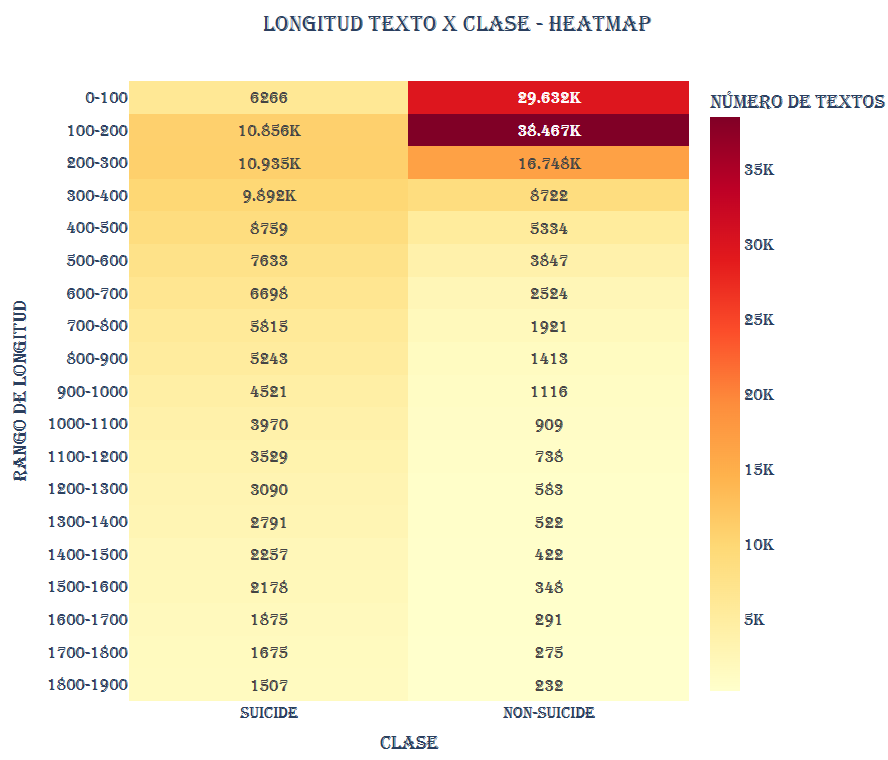 LONGITUD TEXTO X CLASE - HEATMAP
NÚMERO DE TEXTOS
0-100 6266 29.632K
100-200 10.856K 38.467K
200-300 10.935K 16.748K
300-400 9.892K 8722
400-500 8759 5334
500-600 7633 3847
600-700 6698 2524
700-800 5815 1921
800-900 5243 1413
900-1000 4521 1116
1000-1100 3970 909
1100-1200 3529 738
1200-1300 3090 583
1300-1400 2791 522
1400-1500 2257 422
1500-1600 2178 348
1600-1700 1875 291
1700-1800 1675 275
1800-1900 1507 232
SUICIDE NON-SUICIDE
CLASE
RANGO DE LONGITUD
35K
30K
25K
20K
15K
10K
5K